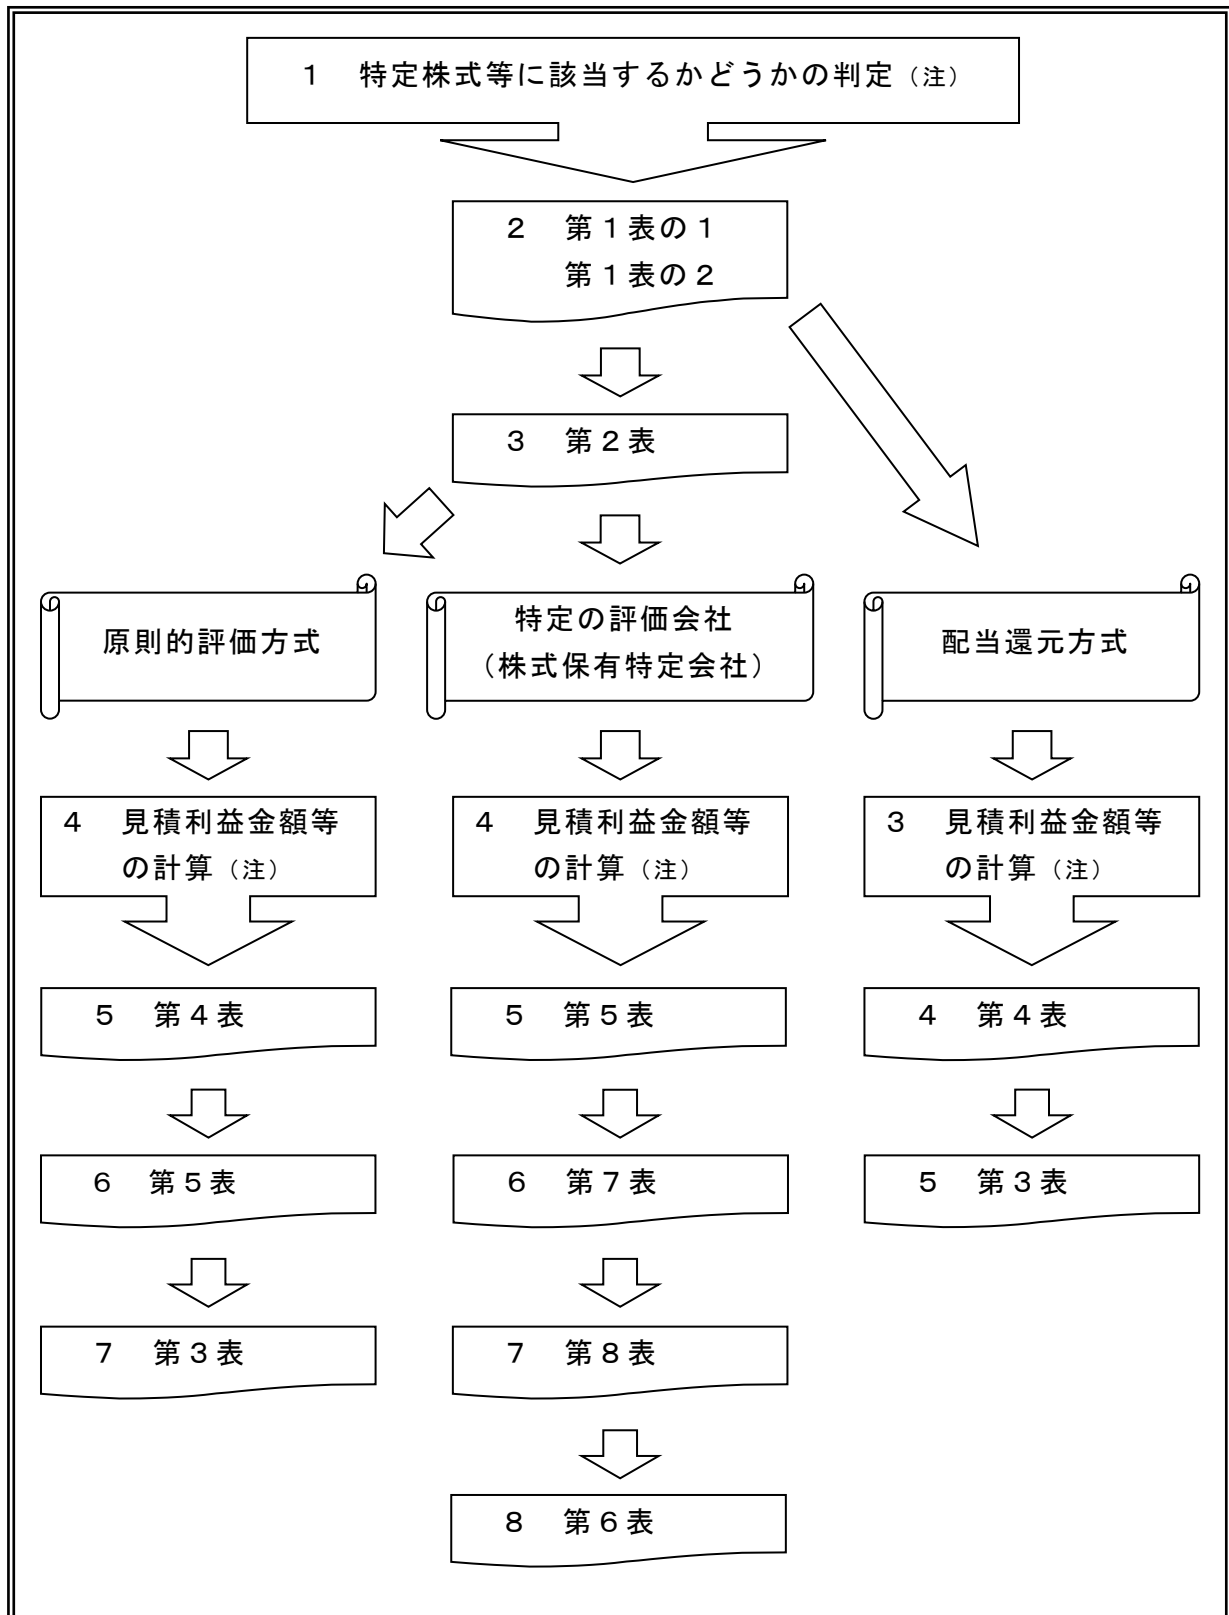 １　特定株式等に該当するかどうかの判定（注）
２　第１表の１
第１表の２
３　第２表
原則的評価方式
特定の評価会社
（株式保有特定会社）
配当還元方式
４　見積利益金額等
の計算（注）
４　見積利益金額等
の計算（注）
３　見積利益金額等
の計算（注）
５　第４表
５　第５表
４　第４表
６　第５表
６　第７表
５　第３表
７　第３表
７　第８表
８　第６表